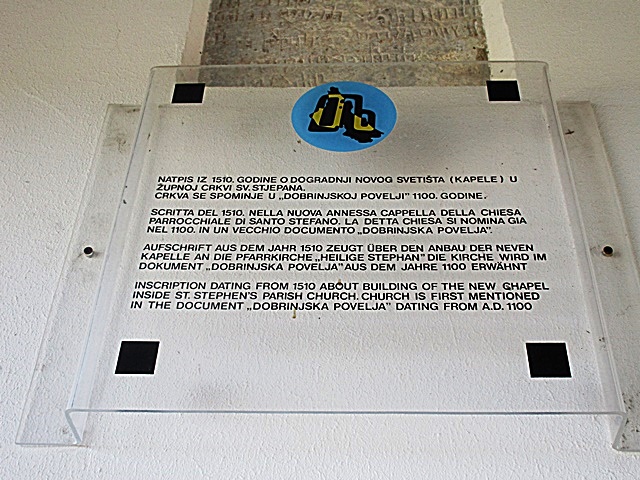 NATPIS IZ 1510. GODINE O DOGRADNJI NOVOG SVETIŠTA (KAPELE) U
ŽUPNOJ CRKVI SV. STJEPANA.
CRKVA SE SPOMINJE U „DOBRINJSKOJ POVELJI" 1100. GODINE.
SCRITTA DEL 1510. NELLA NUOVA ANNESSA CAPPELLA DELLA CHIESA
PARROCCHIALE DI SANTO STEFANO. LA DETTA CHIESA SI NOMINA GIA
NEL 1100. IN UN VECCHIO DOCUMENTO „DOBRINJSKA POVELJA".
AUFSCHRIFT AUS DEM JAHR 1510 ZEUGT ÜBER DEN ANBAU DER NEVEN
KAPELLE AN DIE PFARRKIRCHE „HEILIGE STEPHAN" DIE KIRCHE WIRD IM
DOKUMENT „DOBRINJSKA POVELJA" AUS DEM JAHRE 1100 ERWÄHNT
INSCRIPTION DATING FROM 1510 ABOUT BUILDING OF THE NEW CHAPEL
INSIDE ST. STEPHEN'S PARISH CHURCH. CHURCH IS FIRST MENTIONED
IN THE DOCUMENT „DOBRINJSKA POVELJA" DATING FROM A.D. 1100